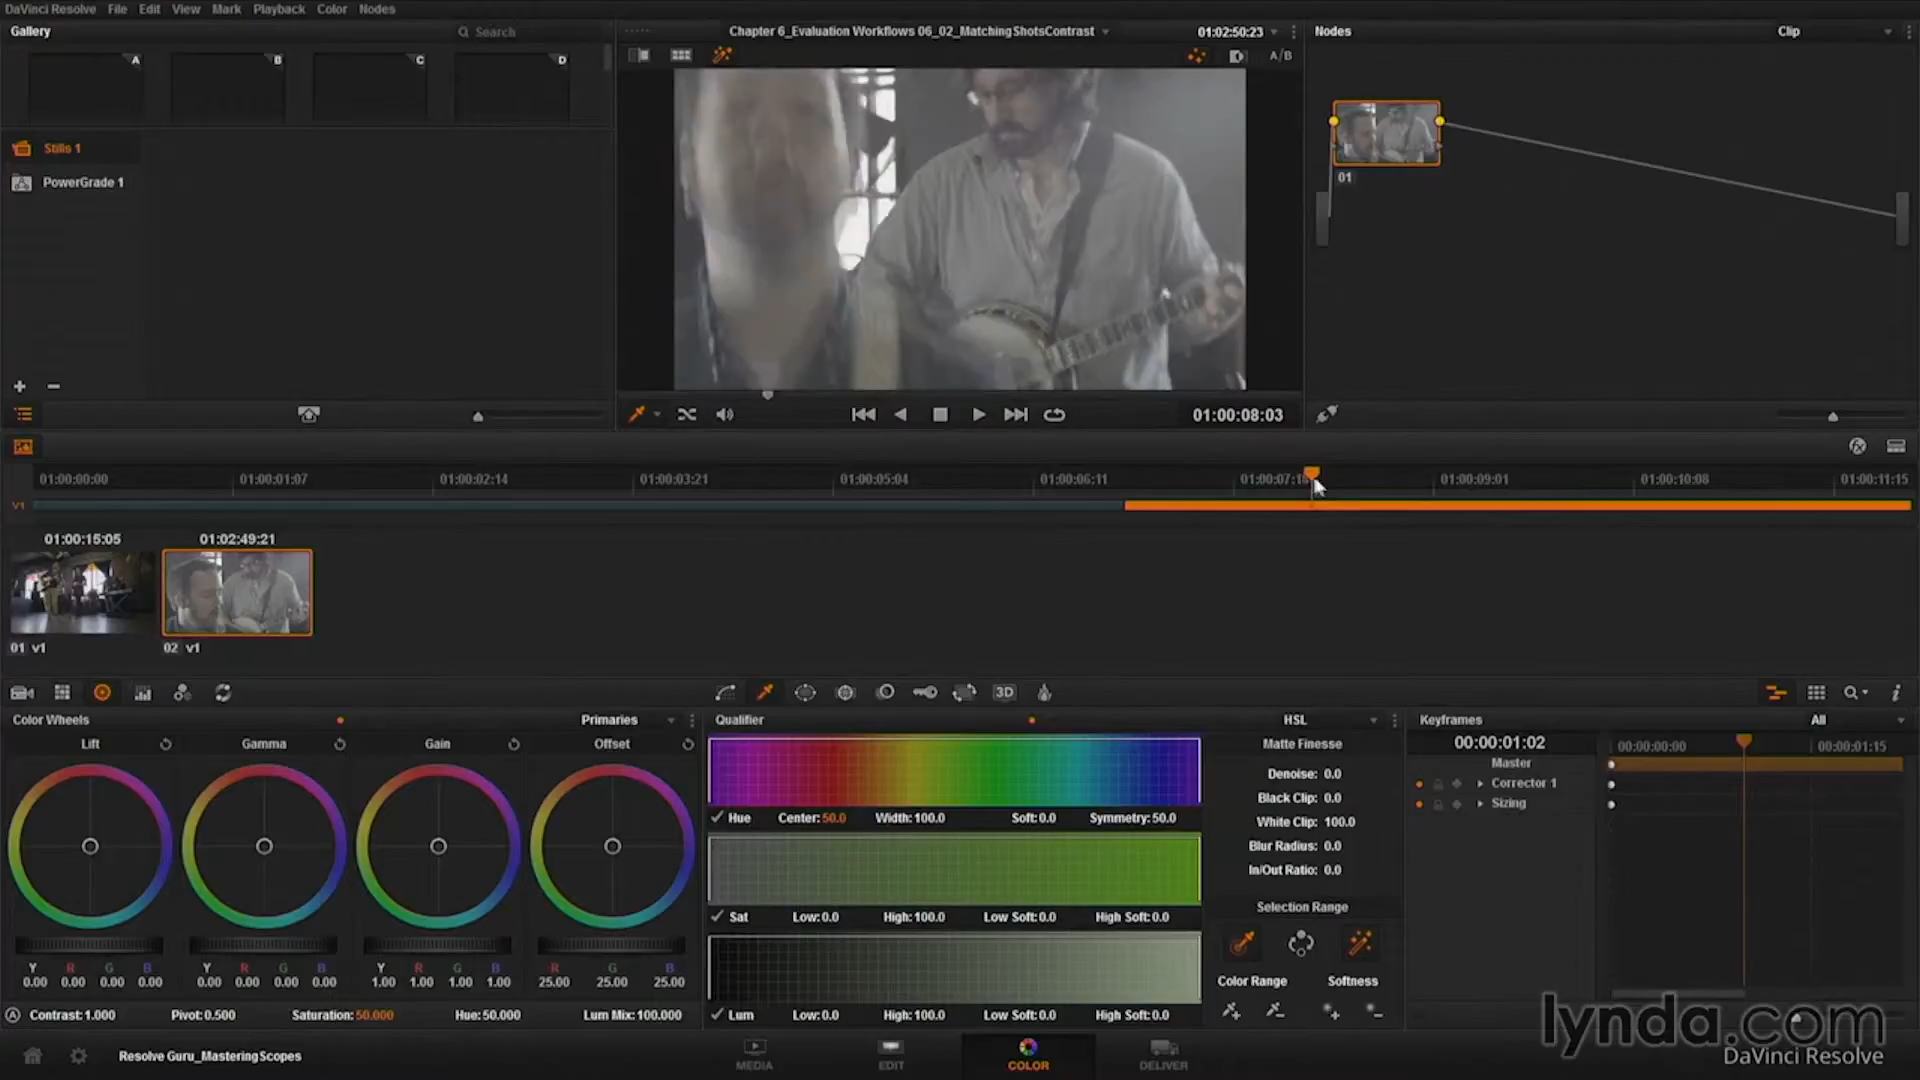 DaVinci Resolve File Edit View Mark Playback Color Nodes
Gallery Search Chapter 6_Evaluation Workflows 06_02_MatchingShotsContrast 01:02:50:23 Nodes Clip
A B C D A/B
Stills 1
PowerGrade 1
01
01:00:08:03
01:00:00:00 01:00:01:07 01:00:02:14 01:00:03:21 01:00:05:04 01:00:06:11 01:00:09:01 01:00:10:08 01:00:11:15
V1
01:00:15:05 01:02:49:21
01 v1 02 v1
3D
Color Wheels Primaries Qualifier HSL Keyframes All
Lift Gamma Gain Offset Matte Finesse 00:00:01:02 00:00:00:00 00:00:01:15
Master
Denoise: 0.0 Corrector 1
Black Clip: 0.0 Sizing
Hue Center: 50.0 Width: 100.0 Soft: 0.0 Symmetry: 50.0 White Clip: 100.0
Blur Radius: 0.0
In/Out Ratio: 0.0
Selection Range
Sat Low: 0.0 High: 100.0 Low Soft: 0.0 High Soft: 0.0
Y R G B Y R G B Y R G B R G B
0.00 0.00 0.00 0.00 0.00 0.00 0.00 0.00 1.00 1.00 1.00 1.00 25.00 25.00 25.00 Color Range Softness
Contrast: 1.000 Pivot: 0.500 Saturation: 50.000 Hue: 50.000 Lum Mix: 100.000 Lum Low: 0.0 High: 100.0 Low Soft: 0.0 High Soft: 0.0
lynda.com
Resolve Guru_MasteringScopes MEDIA EDIT COLOR DELIVER DaVinci Resolve